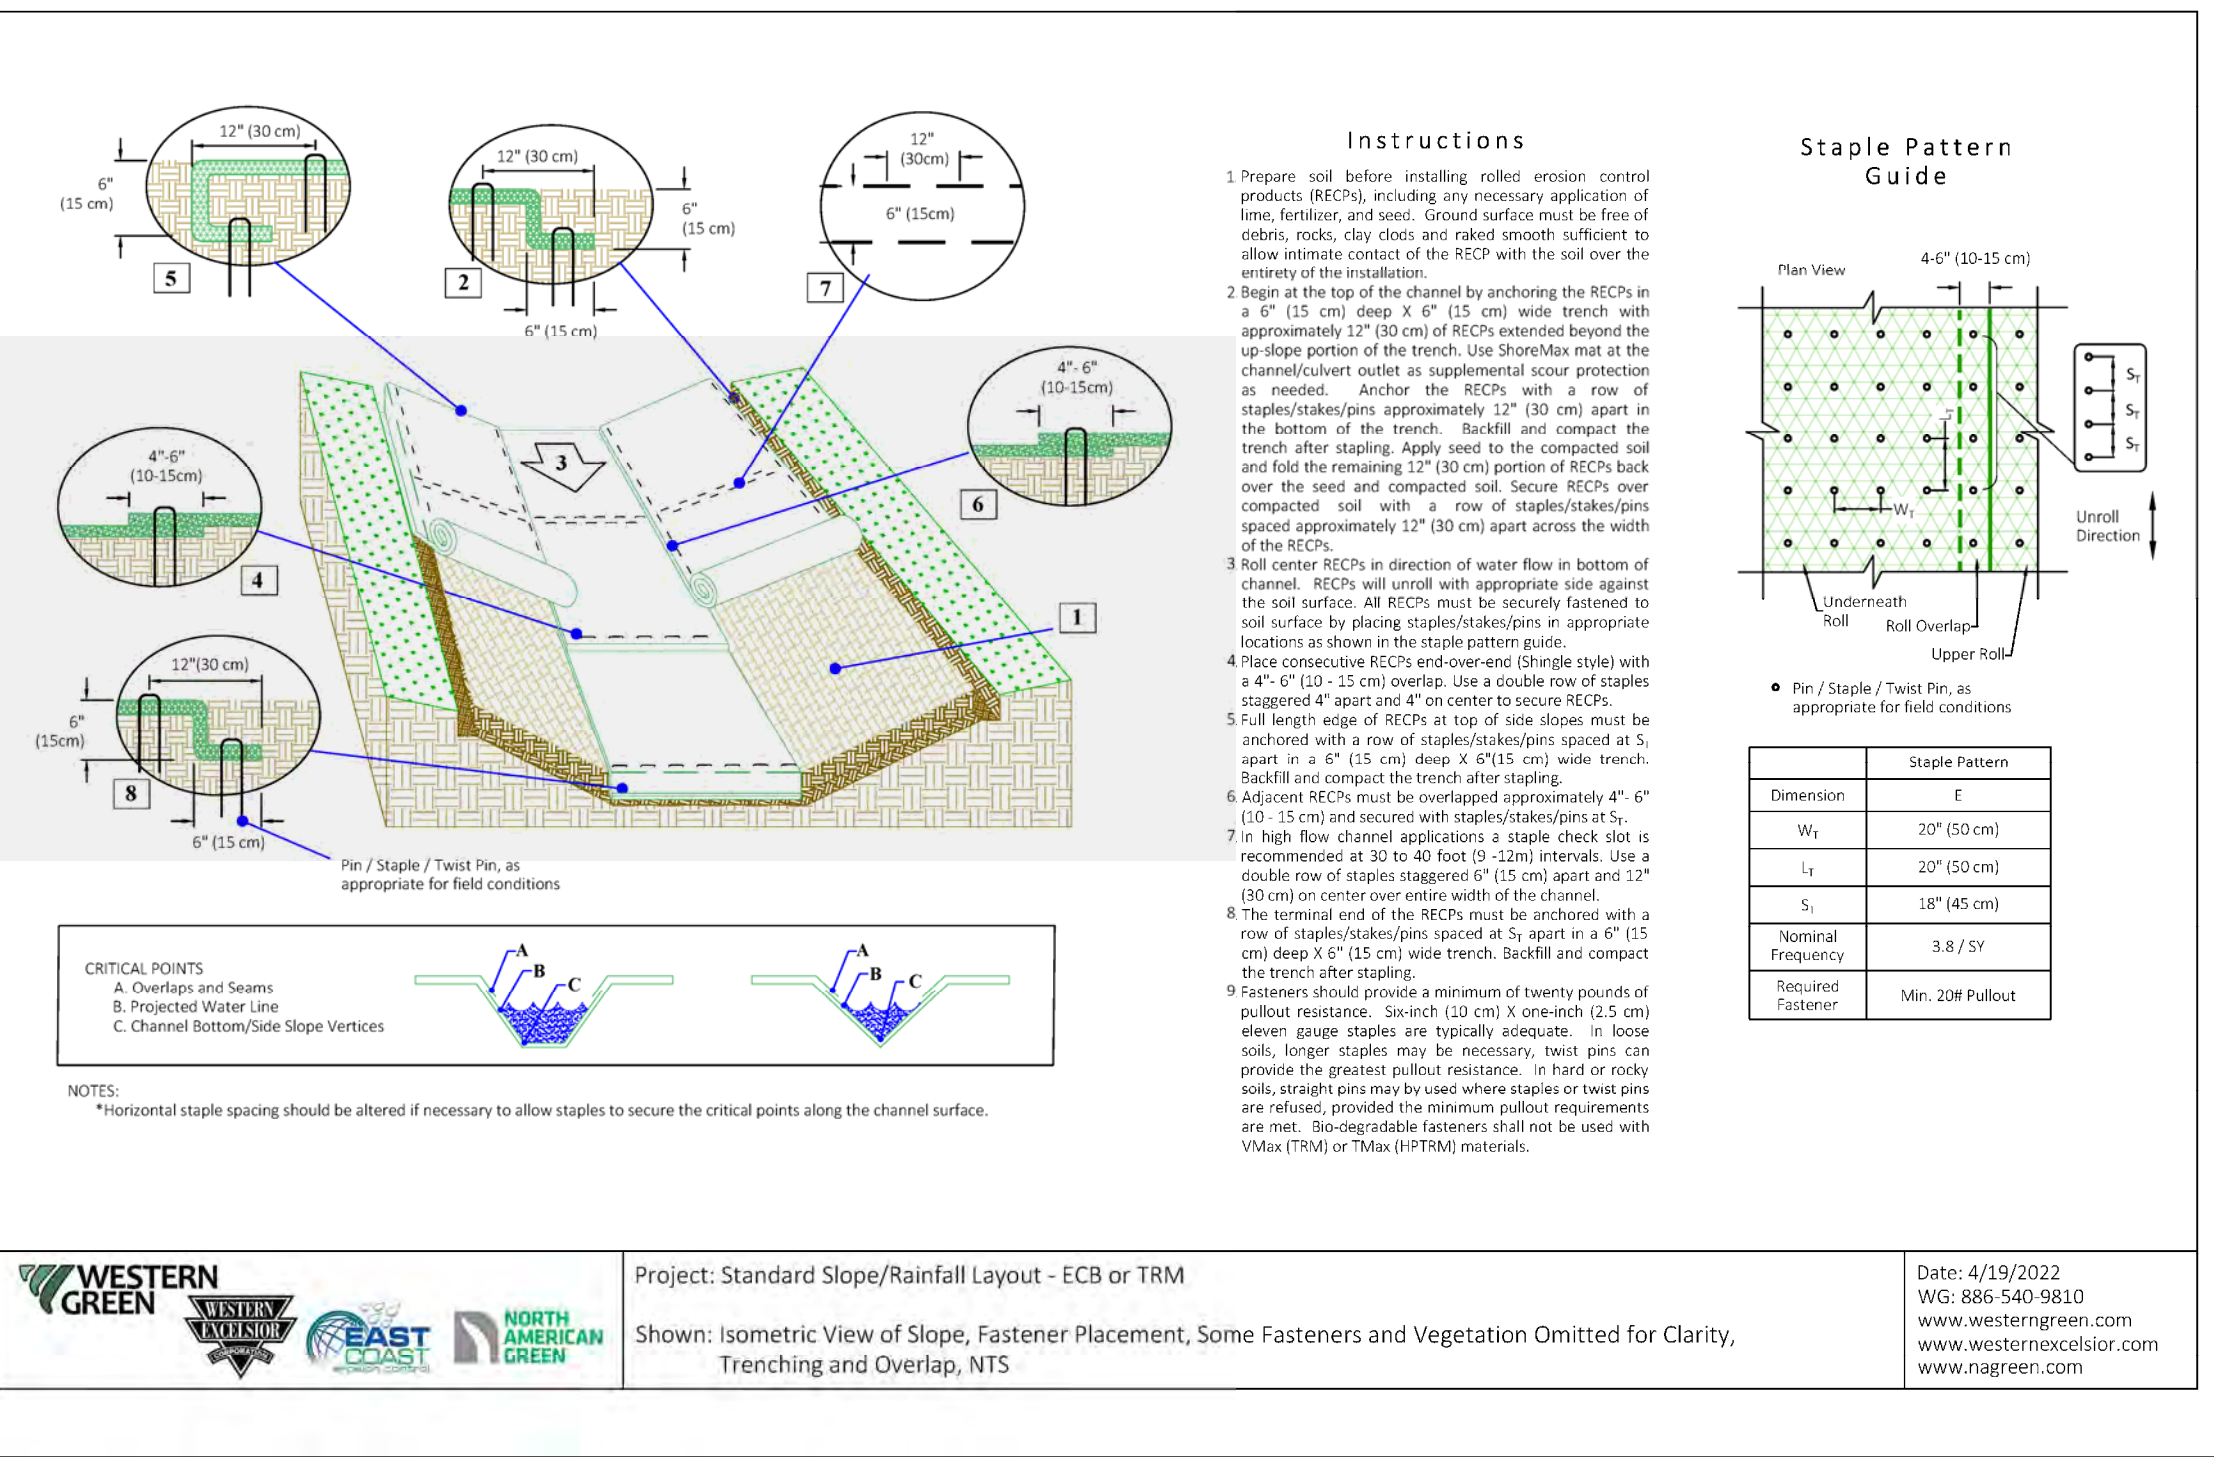 12" (30 cm)
6"
(15 cm)
5
12" (30 cm)
6"
(15 cm)
2
6" (15 cm)
12"
(30cm)
6" (15cm)
7
4"- 6"
(10-15cm)
6
3
4"-6"
(10-15cm)
4
1
12"(30 cm)
6"
(15cm)
8
6" (15 cm)
Pin / Staple / Twist Pin, as
appropriate for field conditions
CRITICAL POINTS
A. Overlaps and Seams
B. Projected Water Line
C. Channel Bottom/Side Slope Vertices
A
B
C
A
B
C
NOTES:
*Horizontal staple spacing should be altered if necessary to allow staples to secure the critical points along the channel surface.
Instructions
1. Prepare soil before installing rolled erosion control
products (RECPs), including any necessary application of
lime, fertilizer, and seed. Ground surface must be free of
debris, rocks, clay clods and raked smooth sufficient to
allow intimate contact of the RECP with the soil over the
entirety of the installation.
2. Begin at the top of the channel by anchoring the RECPs in
a 6" (15 cm) deep X 6" (15 cm) wide trench with
approximately 12" (30 cm) of RECPs extended beyond the
up-slope portion of the trench. Use ShoreMax mat at the
channel/culvert outlet as supplemental scour protection
as needed. Anchor the RECPs with a row of
staples/stakes/pins approximately 12" (30 cm) apart in
the bottom of the trench. Backfill and compact the
trench after stapling. Apply seed to the compacted soil
and fold the remaining 12" (30 cm) portion of RECPs back
over the seed and compacted soil. Secure RECPs over
compacted soil with a row of staples/stakes/pins
spaced approximately 12" (30 cm) apart across the width
of the RECPs.
3. Roll center RECPs in direction of water flow in bottom of
channel. RECPs will unroll with appropriate side against
the soil surface. All RECPs must be securely fastened to
soil surface by placing staples/stakes/pins in appropriate
locations as shown in the staple pattern guide.
4. Place consecutive RECPs end-over-end (Shingle style) with
a 4"- 6" (10 - 15 cm) overlap. Use a double row of staples
staggered 4" apart and 4" on center to secure RECPs.
5. Full length edge of RECPs at top of side slopes must be
anchored with a row of staples/stakes/pins spaced at ST
apart in a 6" (15 cm) deep X 6"(15 cm) wide trench.
Backfill and compact the trench after stapling.
6. Adjacent RECPs must be overlapped approximately 4"- 6"
(10 - 15 cm) and secured with staples/stakes/pins at ST.
7. In high flow channel applications a staple check slot is
recommended at 30 to 40 foot (9 -12m) intervals. Use a
double row of staples staggered 6" (15 cm) apart and 12"
(30 cm) on center over entire width of the channel.
8. The terminal end of the RECPs must be anchored with a
row of staples/stakes/pins spaced at ST apart in a 6" (15
cm) deep X 6" (15 cm) wide trench. Backfill and compact
the trench after stapling.
9. Fasteners should provide a minimum of twenty pounds of
pullout resistance. Six-inch (10 cm) X one-inch (2.5 cm)
eleven gauge staples are typically adequate. In loose
soils, longer staples may be necessary, twist pins can
provide the greatest pullout resistance. In hard or rocky
soils, straight pins may by used where staples or twist pins
are refused, provided the minimum pullout requirements
are met. Bio-degradable fasteners shall not be used with
VMax (TRM) or TMax (HPTRM) materials.
Staple Pattern
Guide
Plan View
4-6" (10-15 cm)
ST
ST
ST
LT
WT
Unroll
Direction
Underneath
Roll
Roll Overlap
Upper Roll
Pin / Staple / Twist Pin, as
appropriate for field conditions
Staple Pattern
Dimension E
WT 20" (50 cm)
LT 20" (50 cm)
ST 18" (45 cm)
Nominal
Frequency 3.8 / SY
Required
Fastener Min. 20# Pullout
WESTERN
GREEN
WESTERN
EXCELSIOR
CORPORATION
EAST
COAST
erosion control
NORTH
AMERICAN
GREEN
Project: Standard Slope/Rainfall Layout - ECB or TRM
Shown: Isometric View of Slope, Fastener Placement, Some Fasteners and Vegetation Omitted for Clarity,
Trenching and Overlap, NTS
Date: 4/19/2022
WG: 886-540-9810
www.westerngreen.com
www.westernexcelsior.com
www.nagreen.com